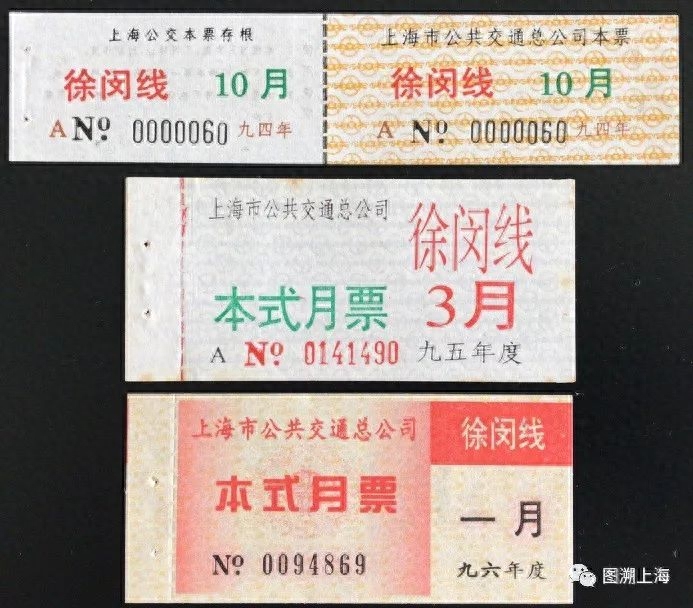 上海公交本票存根
徐闵线 10月
A № 0000060 九四年
上海市公共交通总公司本票
徐闵线 10月
A № 0000060 九四年
上海市公共交通总公司
徐闵线
本式月票 3月
A № 0141490 九五年度
上海市公共交通总公司
本式月票
№ 0094869
徐闵线
一月
九六年度
图溯上海